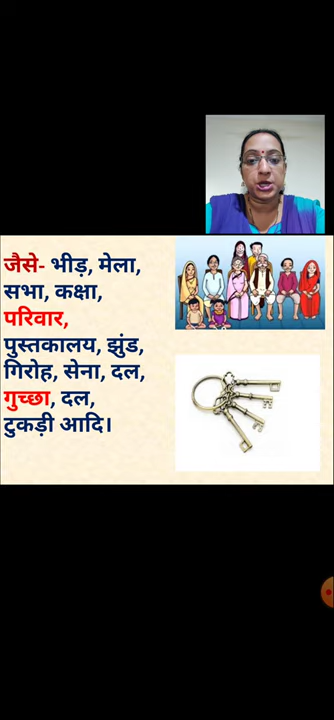 जैसे- भीड़, मेला,
सभा, कक्षा,
परिवार,
पुस्तकालय, झुंड,
गिरोह, सेना, दल,
गुच्छा, दल,
टुकड़ी आदि।